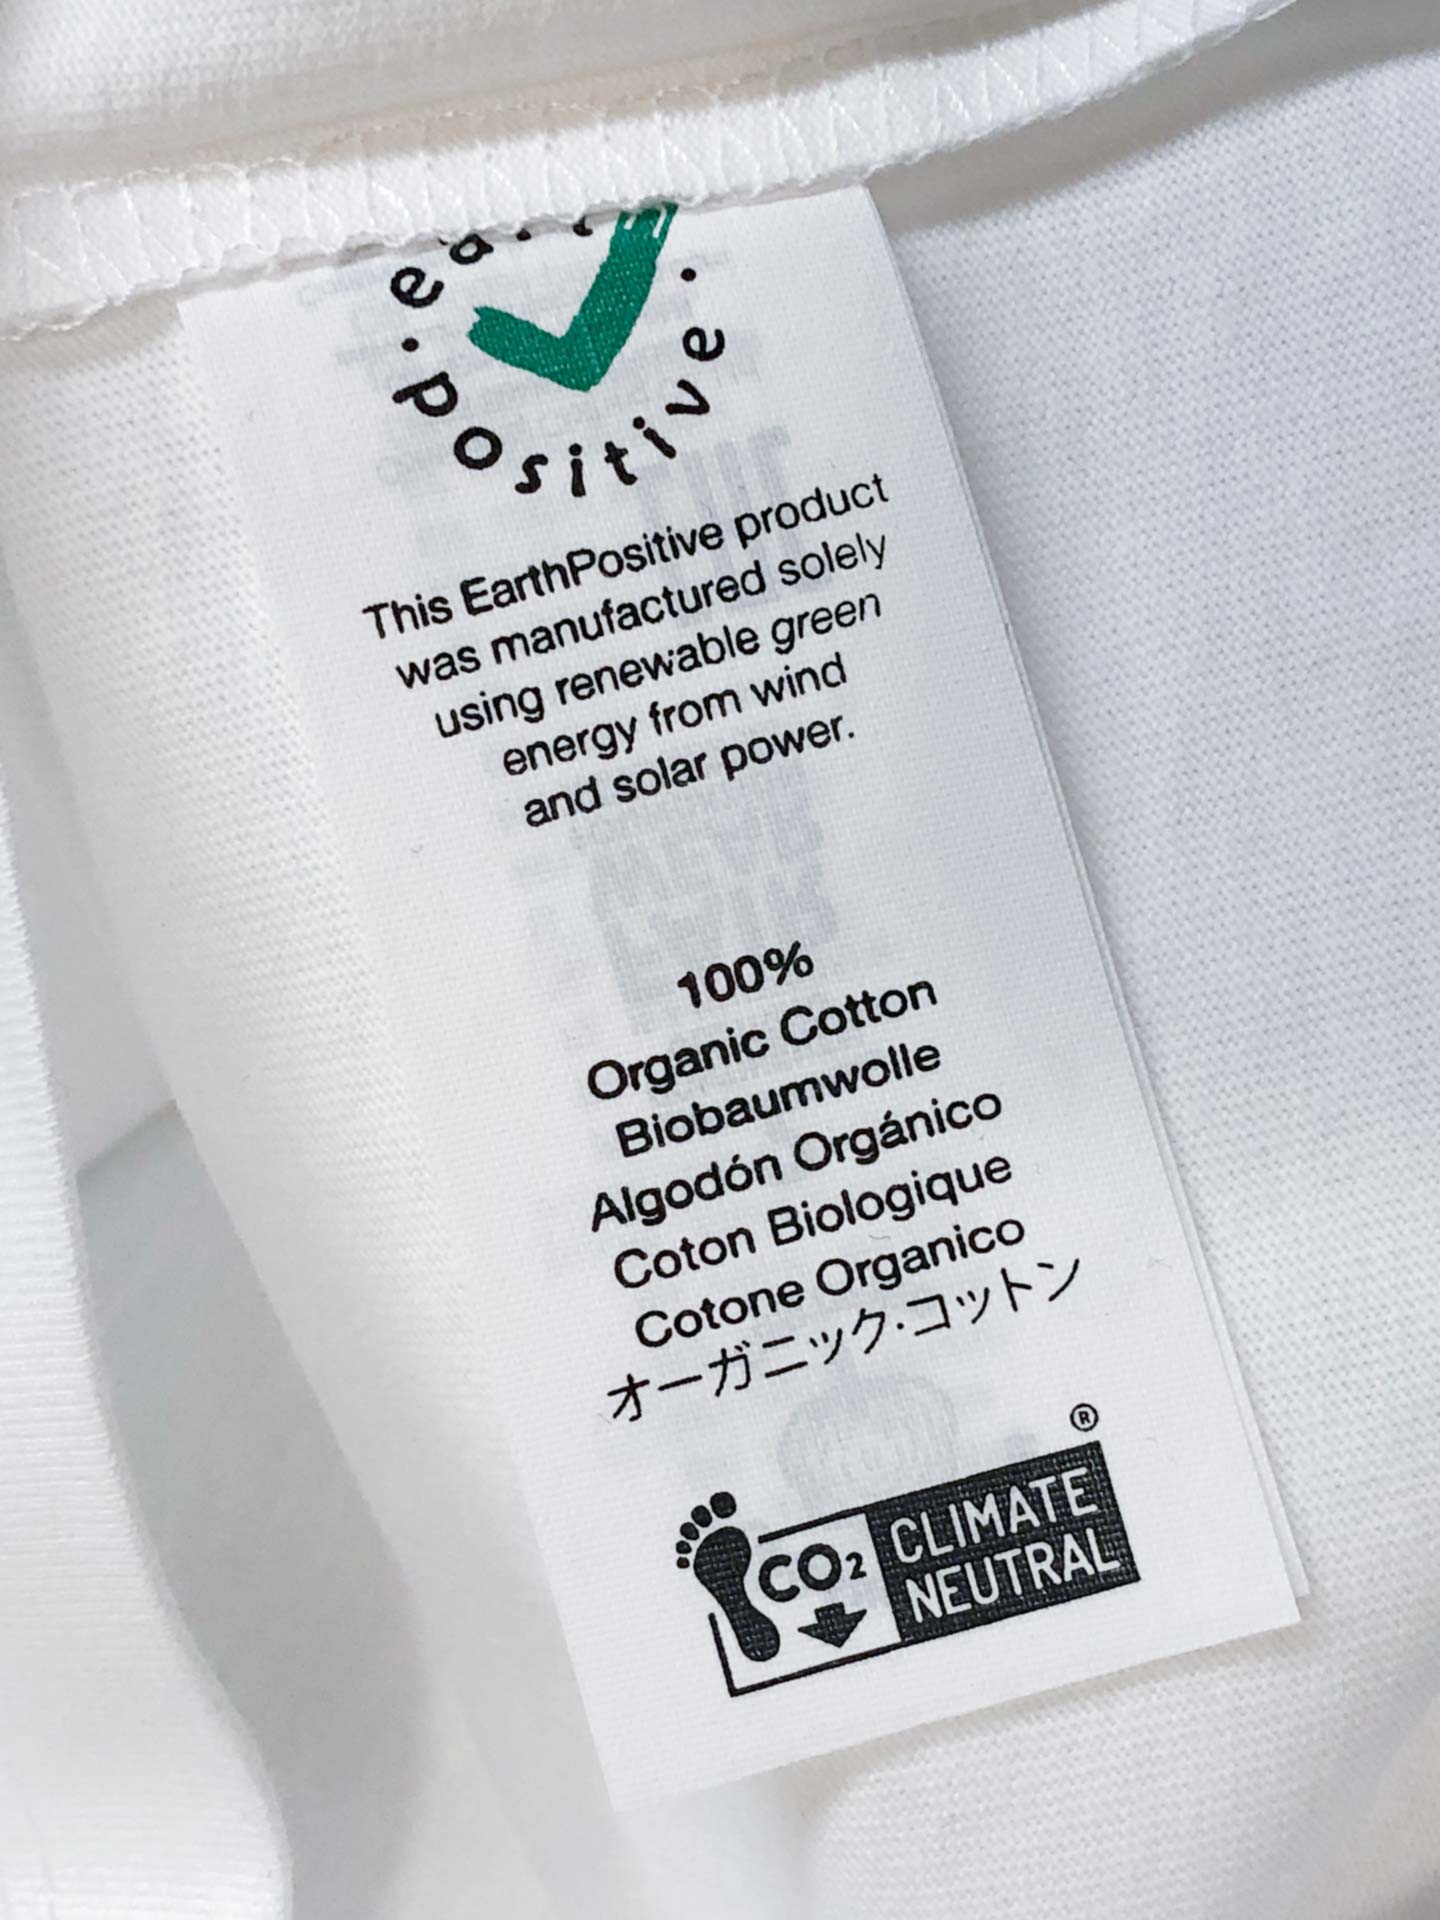 positive
This EarthPositive product
was manufactured solely
using renewable green
energy from wind
and solar power.
100%
Organic Cotton
Biobaumwolle
Algodón Orgánico
Coton Biologique
Cotone Organico
オーガニック·コットン
®
CO₂
CLIMATE
NEUTRAL